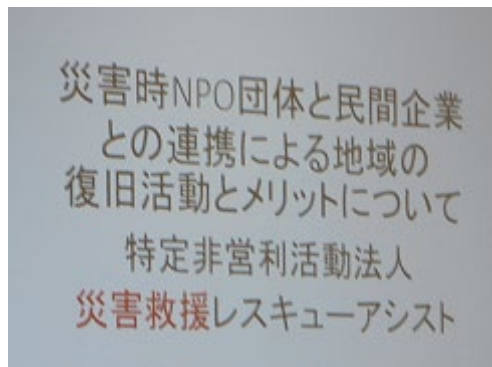 災害時NPO団体と民間企業
との連携による地域の
復旧活動とメリットについて
特定非営利活動法人
災害救援レスキューアシスト